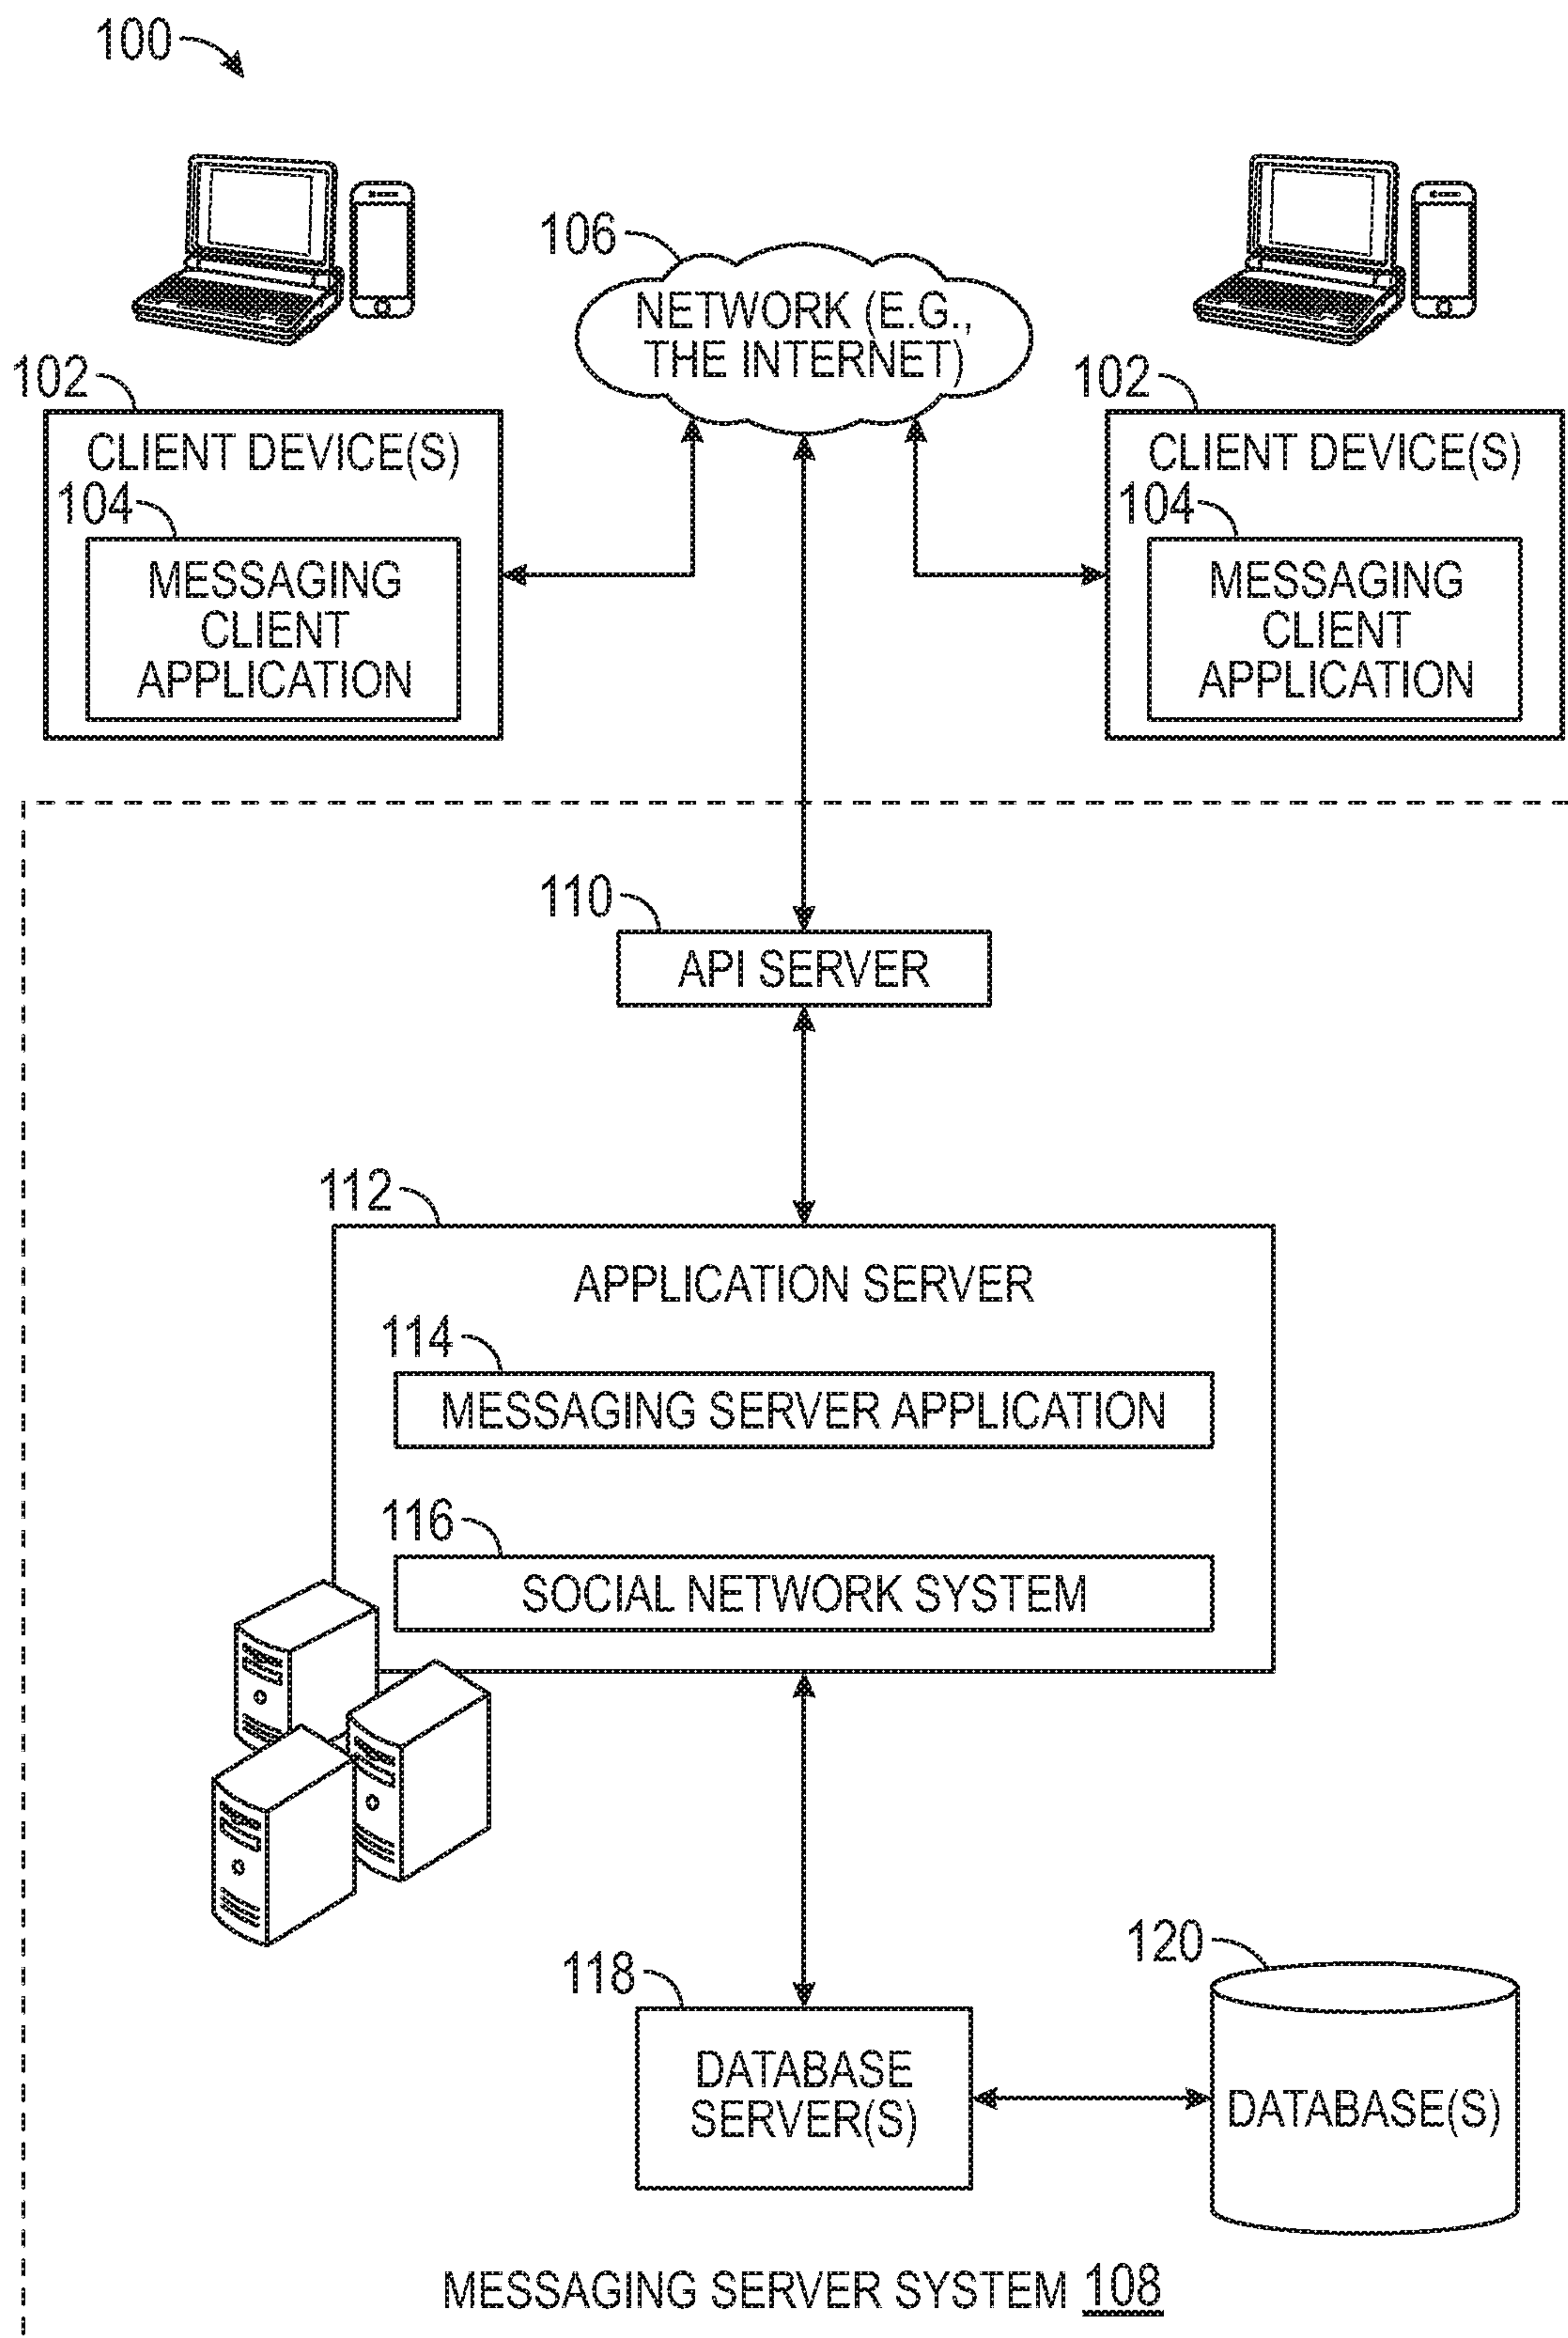 100
106
NETWORK (E.G.,
THE INTERNET)
102
CLIENT DEVICE(S)
104
MESSAGING
CLIENT
APPLICATION
102
CLIENT DEVICE(S)
104
MESSAGING
CLIENT
APPLICATION
110
API SERVER
112
APPLICATION SERVER
114
MESSAGING SERVER APPLICATION
116
SOCIAL NETWORK SYSTEM
118
DATABASE
SERVER(S)
120
DATABASE(S)
MESSAGING SERVER SYSTEM 108